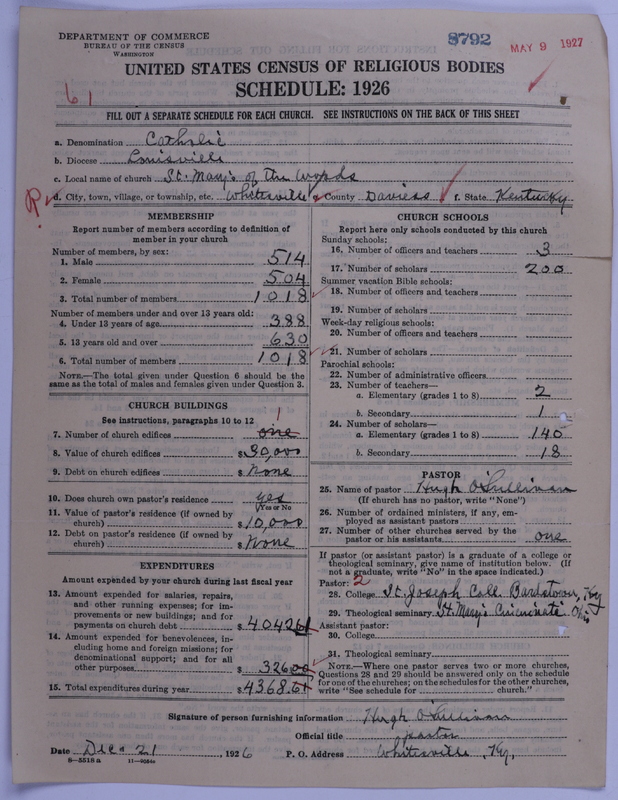 DEPARTMENT OF COMMERCE
BUREAU OF THE CENSUS
WASHINGTON
8792
MAY 9 1927
UNITED STATES CENSUS OF RELIGIOUS BODIES
SCHEDULE: 1926
61
FILL OUT A SEPARATE SCHEDULE FOR EACH CHURCH. SEE INSTRUCTIONS ON THE BACK OF THIS SHEET
a. Denomination Catholic
b. Diocese Louisville
c. Local name of church St. Mary's of the Woods
R
d. City, town, village, or township, etc. Whitesville e. County Daviess f. State Kentucky
MEMBERSHIP
Report number of members according to definition of
member in your church
Number of members, by sex:
1. Male 514
2. Female 504
3. Total number of members 1018
Number of members under and over 13 years old:
4. Under 13 years of age 388
5. 13 years old and over 630
6. Total number of members 1018
NOTE.—The total given under Question 6 should be the
same as the total of males and females given under Question 3.
CHURCH BUILDINGS
See instructions, paragraphs 10 to 12
1
7. Number of church edifices one
8. Value of church edifices $30,000
9. Debt on church edifices $ None
10. Does church own pastor's residence yes
(Yes or No
11. Value of pastor's residence (if owned by
church) $10,000
12. Debt on pastor's residence (if owned by
church) $ None
EXPENDITURES
Amount expended by your church during last fiscal year
13. Amount expended for salaries, repairs,
and other running expenses; for im-
provements or new buildings; and for
payments on church debt $4042.61
14. Amount expended for benevolences, in-
cluding home and foreign missions; for
denominational support; and for all
other purposes $326.00
15. Total expenditures during year $4368.61
CHURCH SCHOOLS
Report here only schools conducted by this church
Sunday schools:
16. Number of officers and teachers 3
17. Number of scholars 200
Summer vacation Bible schools:
18. Number of officers and teachers
19. Number of scholars
Week-day religious schools:
20. Number of officers and teachers
21. Number of scholars
Parochial schools:
22. Number of administrative officers
23. Number of teachers—
a. Elementary (grades 1 to 8) 2
b. Secondary 1
24. Number of scholars—
a. Elementary (grades 1 to 8) 140
b. Secondary 18
PASTOR
25. Name of pastor Hugh O'Sullivan
(If church has no pastor, write "None")
26. Number of ordained ministers, if any, em-
ployed as assistant pastors
27. Number of other churches served by the
pastor or his assistants one
If pastor (or assistant pastor) is a graduate of a college or
theological seminary, give name of institution below. (If
not a graduate, write "No" in the space indicated.)
Pastor: 2
28. College St. Joseph Coll. Bardstown, Ky
29. Theological seminary St. Mary's Cincinnati Ohio
Assistant pastor:
30. College
31. Theological seminary
NOTE.—Where one pastor serves two or more churches,
Questions 28 and 29 should be answered only on the schedule
for one of the churches; on the schedules for the other churches,
write "See schedule for church."
Signature of person furnishing information Hugh O'Sullivan
Official title pastor
Date Dec. 21, 1926 P. O. Address Whitesville, Ky,
8—5518 a 11—9054